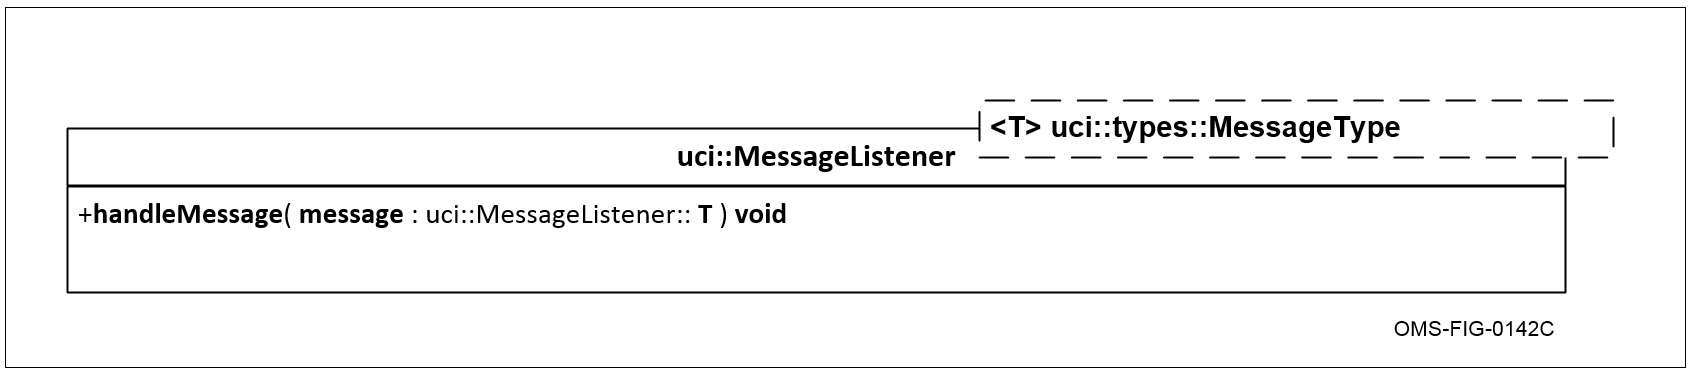 <T> uci::types::MessageType
uci::MessageListener
+handleMessage( message : uci::MessageListener:: T ) void
OMS-FIG-0142C